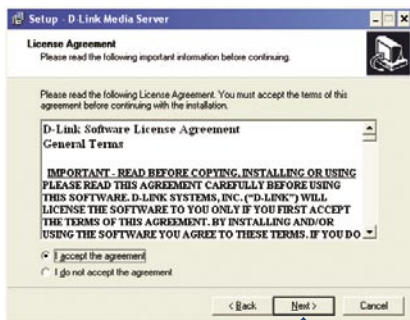 Setup - D-Link Media Server
License Agreement
Please read the following important information before continuing.
Please read the following License Agreement. You must accept the terms of this
agreement before continuing with the installation.
D-Link Software License Agreement
General Terms
IMPORTANT - READ BEFORE COPYING, INSTALLING OR USING
PLEASE READ THIS AGREEMENT CAREFULLY BEFORE USING
THIS SOFTWARE. D-LINK SYSTEMS, INC. ("D-LINK") WILL
LICENSE THE SOFTWARE TO YOU ONLY IF YOU FIRST ACCEPT
THE TERMS OF THIS AGREEMENT. BY INSTALLING AND/OR
USING THE SOFTWARE YOU AGREE TO THESE TERMS. IF YOU DO
I accept the agreement
I do not accept the agreement
< Back Next > Cancel